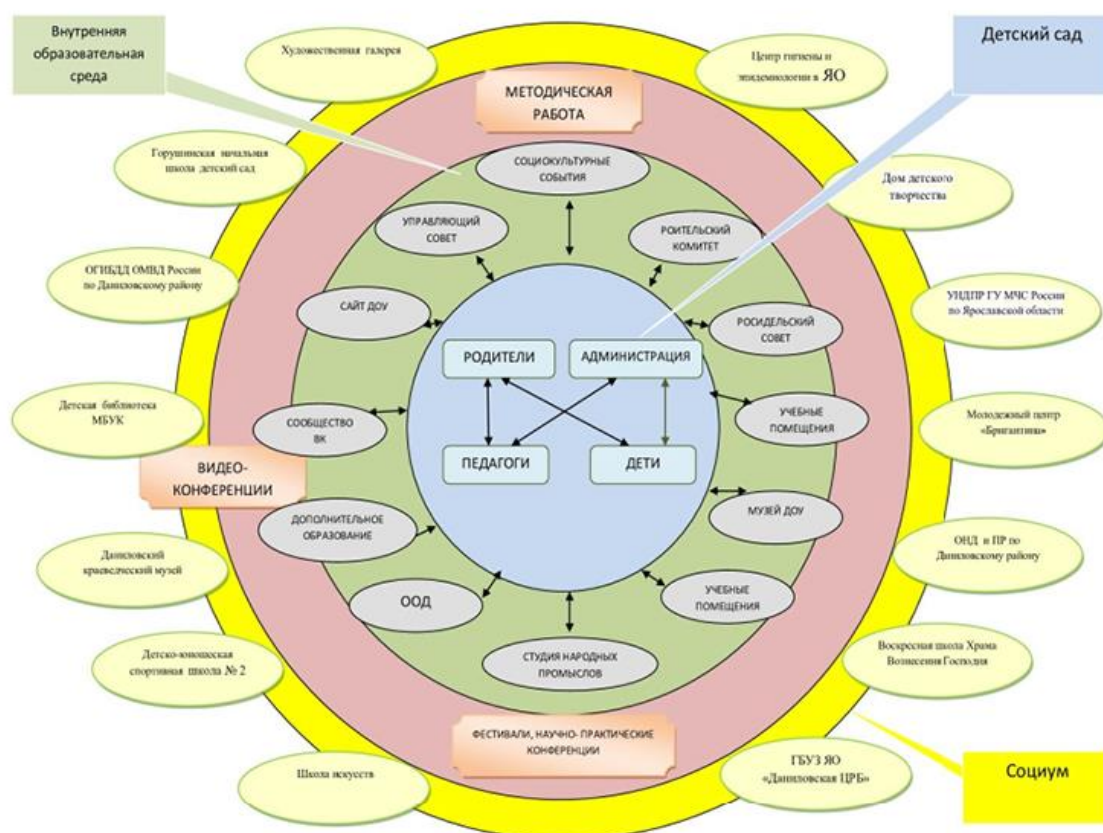 Внутренняя
образовательная
среда
Художественная галерея
Центр гигиены и
эпидемиологии в ЯО
Детский сад
МЕТОДИЧЕСКАЯ
РАБОТА
Горушинская начальная
школа детский сад
СОЦИОКУЛЬТУРНЫЕ
СОБЫТИЯ
Дом детского
творчества
УПРАВЛЯЮЩИЙ
СОВЕТ
РОИТЕЛЬСКИЙ
КОМИТЕТ
ОГИБДД ОМВД России
по Даниловскому району
САЙТ ДОУ
РОСИДЕЛЬСКИЙ
СОВЕТ
УНДПР ГУ МЧС России
по Ярославской области
РОДИТЕЛИ
АДМИНИСТРАЦИЯ
Детская библиотека
МБУК
СООБЩЕСТВО
ВК
УЧЕБНЫЕ
ПОМЕЩЕНИЯ
Молодежный центр
«Бригантина»
ВИДЕО-
КОНФЕРЕНЦИИ
ПЕДАГОГИ
ДЕТИ
ДОПОЛНИТЕЛЬНОЕ
ОБРАЗОВАНИЕ
МУЗЕЙ ДОУ
Даниловский
краеведческий музей
ОНД и ПР по
Даниловскому району
ООД
УЧЕБНЫЕ
ПОМЕЩЕНИЯ
Детско-юношеская
спортивная школа № 2
СТУДИЯ НАРОДНЫХ
ПРОМЫСЛОВ
Воскресная школа Храма
Вознесения Господня
ФЕСТИВАЛИ, НАУЧНО- ПРАКТИЧЕСКИЕ
КОНФЕРЕНЦИИ
Школа искусств
ГБУЗ ЯО
«Даниловская ЦРБ»
Социум